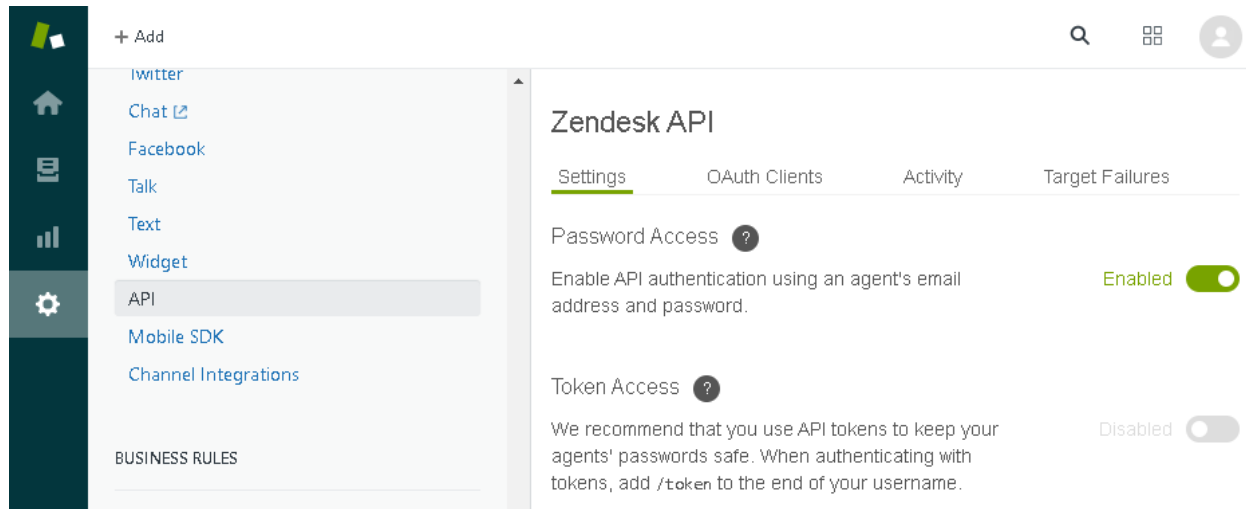 + Add
Twitter
Chat
Facebook
Talk
Text
Widget
API
Mobile SDK
Channel Integrations
BUSINESS RULES
Zendesk API
Settings OAuth Clients Activity Target Failures
Password Access ?
Enable API authentication using an agent's email Enabled
address and password.
Token Access ?
We recommend that you use API tokens to keep your Disabled
agents' passwords safe. When authenticating with
tokens, add /token to the end of your username.